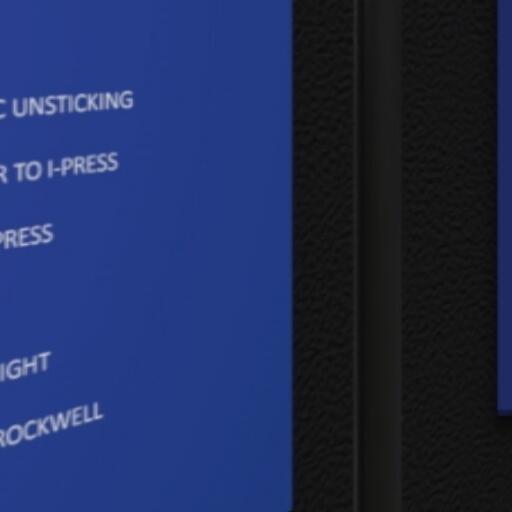 C UNSTICKING
R TO I-PRESS
PRESS
IGHT
ROCKWELL